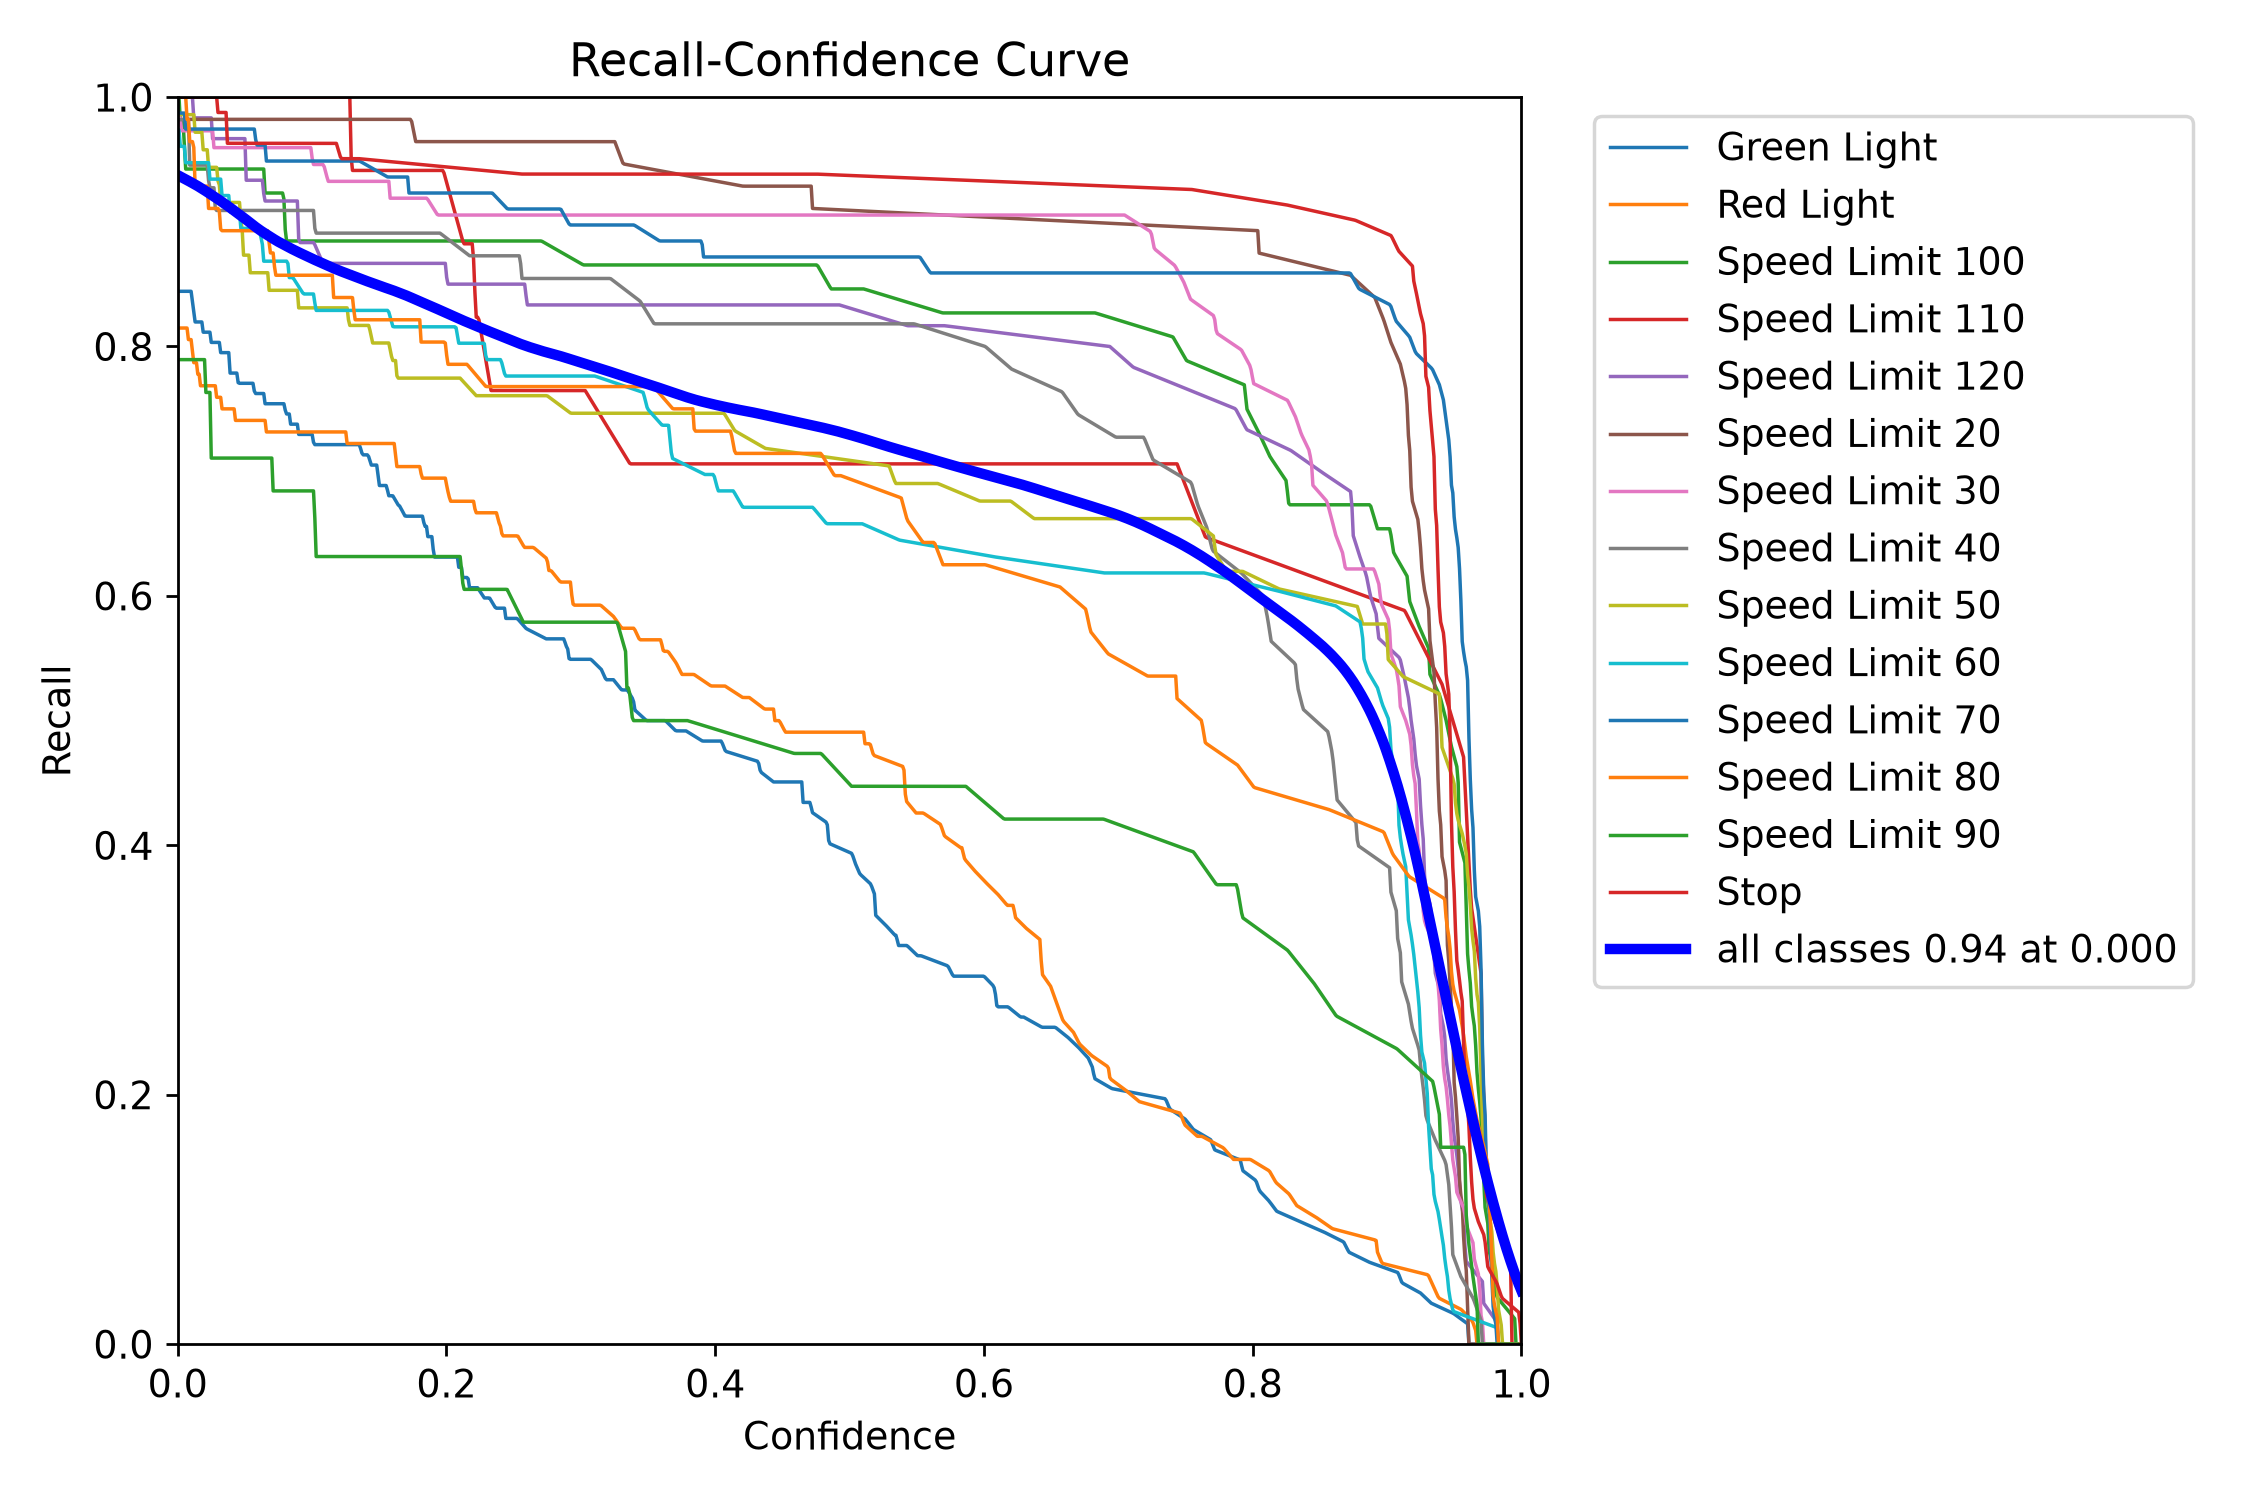 Recall-Confidence Curve
1.0
0.8
0.6
0.4
0.2
0.0
Recall
0.0 0.2 0.4 0.6 0.8 1.0
Confidence
Green Light
Red Light
Speed Limit 100
Speed Limit 110
Speed Limit 120
Speed Limit 20
Speed Limit 30
Speed Limit 40
Speed Limit 50
Speed Limit 60
Speed Limit 70
Speed Limit 80
Speed Limit 90
Stop
all classes 0.94 at 0.000